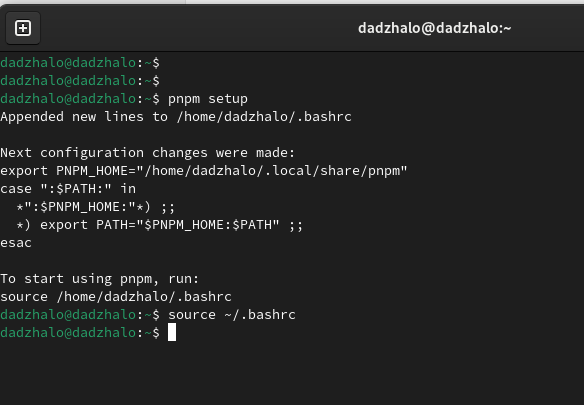 dadzhalo@dadzhalo:~
dadzhalo@dadzhalo:~$
dadzhalo@dadzhalo:~$
dadzhalo@dadzhalo:~$ pnpm setup
Appended new lines to /home/dadzhalo/.bashrc

Next configuration changes were made:
export PNPM_HOME="/home/dadzhalo/.local/share/pnpm"
case ":$PATH:" in
  *":$PNPM_HOME:"*) ;;
  *) export PATH="$PNPM_HOME:$PATH" ;;
esac

To start using pnpm, run:
source /home/dadzhalo/.bashrc
dadzhalo@dadzhalo:~$ source ~/.bashrc
dadzhalo@dadzhalo:~$